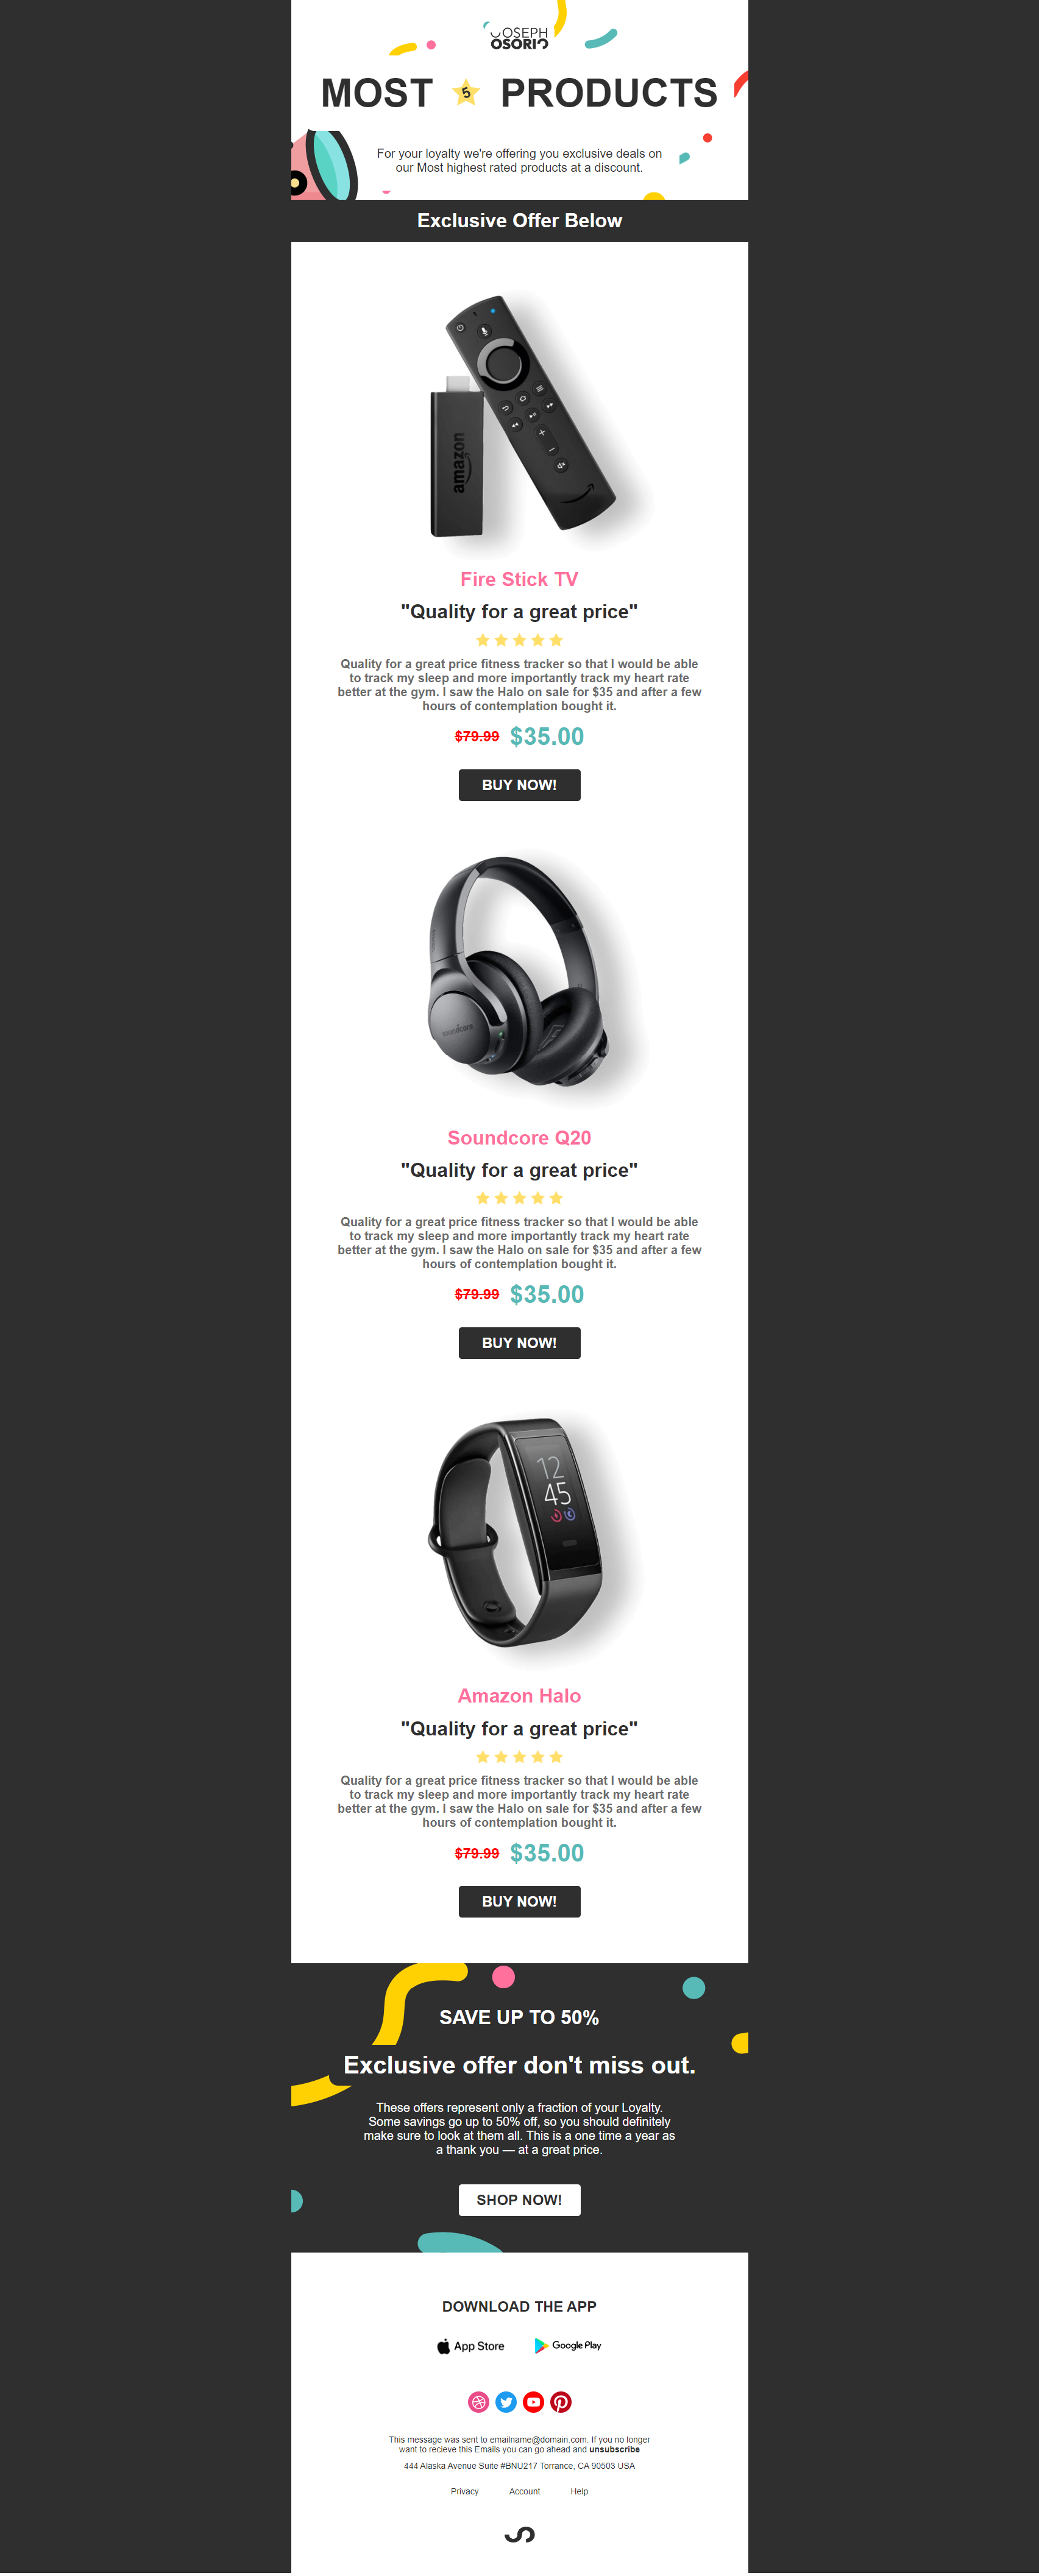 JOSEPH
OSORIO
MOST 5 PRODUCTS
For your loyalty we're offering you exclusive deals on
our Most highest rated products at a discount.
Exclusive Offer Below
amazon
Fire Stick TV
"Quality for a great price"
Quality for a great price fitness tracker so that I would be able
to track my sleep and more importantly track my heart rate
better at the gym. I saw the Halo on sale for $35 and after a few
hours of contemplation bought it.
$79.99 $35.00
BUY NOW!
soundcore
Soundcore Q20
"Quality for a great price"
Quality for a great price fitness tracker so that I would be able
to track my sleep and more importantly track my heart rate
better at the gym. I saw the Halo on sale for $35 and after a few
hours of contemplation bought it.
$79.99 $35.00
BUY NOW!
12
45
Amazon Halo
"Quality for a great price"
Quality for a great price fitness tracker so that I would be able
to track my sleep and more importantly track my heart rate
better at the gym. I saw the Halo on sale for $35 and after a few
hours of contemplation bought it.
$79.99 $35.00
BUY NOW!
SAVE UP TO 50%
Exclusive offer don't miss out.
These offers represent only a fraction of your Loyalty.
Some savings go up to 50% off, so you should definitely
make sure to look at them all. This is a one time a year as
a thank you — at a great price.
SHOP NOW!
DOWNLOAD THE APP
App Store Google Play
This message was sent to emailname@domain.com. If you no longer
want to recieve this Emails you can go ahead and unsubscribe
444 Alaska Avenue Suite #BNU217 Torrance, CA 90503 USA
Privacy Account Help